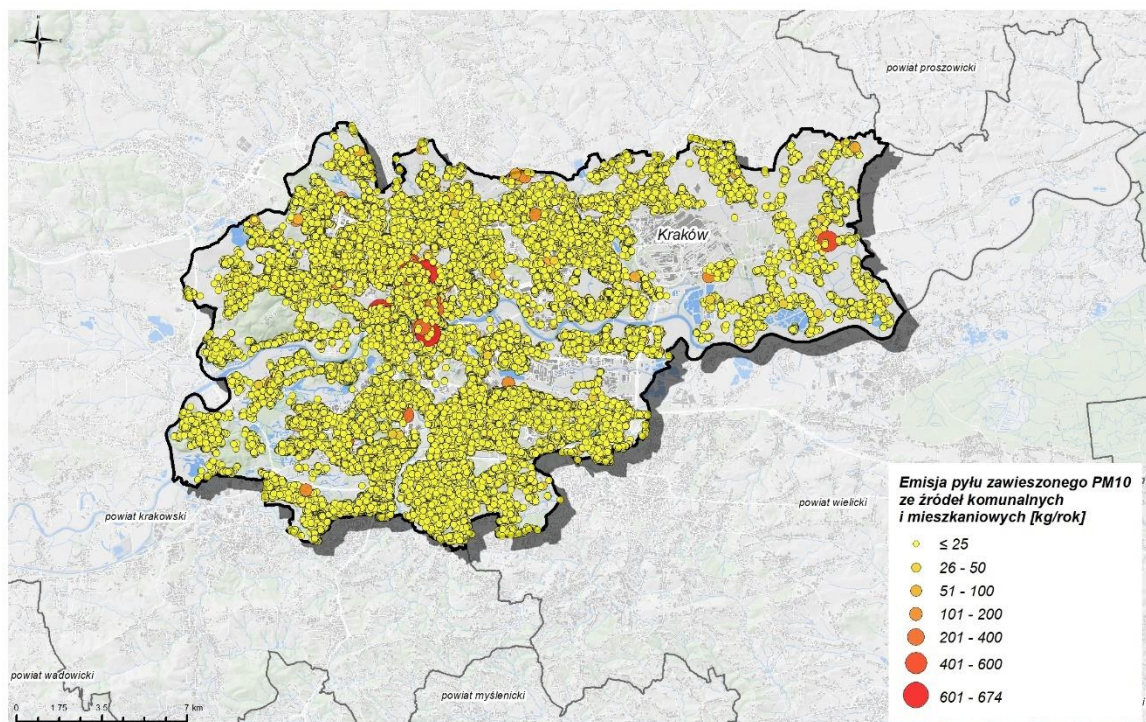 powiat proszowicki
Kraków
powiat krakowski
powiat wielicki
powiat wadowicki
powiat myślenicki
Emisja pyłu zawieszonego PM10
ze źródeł komunalnych
i mieszkaniowych [kg/rok]
≤ 25
26 - 50
51 - 100
101 - 200
201 - 400
401 - 600
601 - 674
0 1.75 3.5 7 km